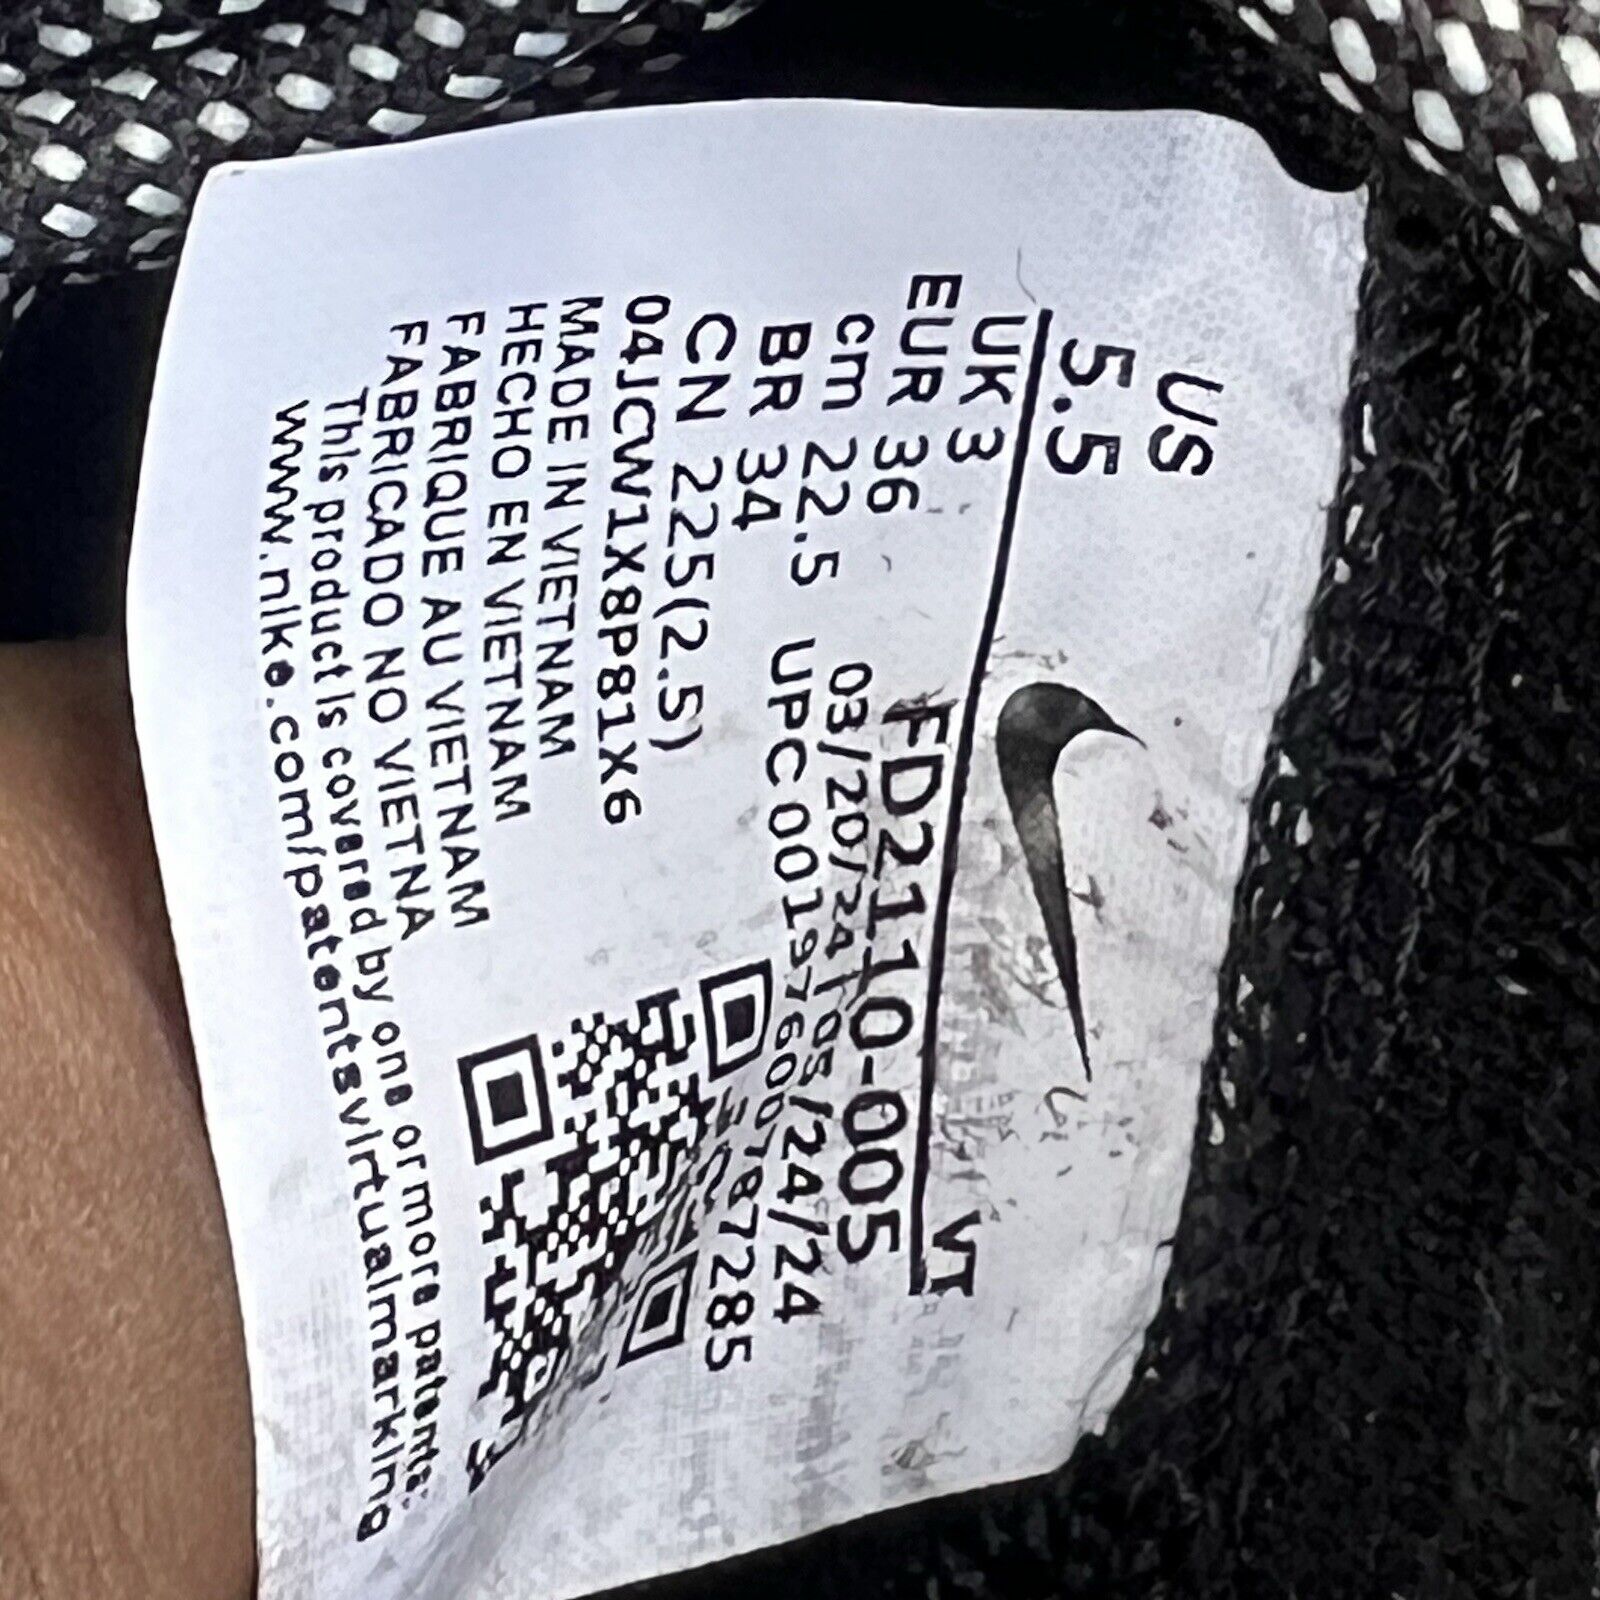 US
5.5
VT
UK 3
EUR 36
FD2110-005
cm 22.5
03/20/24 05/24/24
BR 34
UPC 00197600787285
CN 225(2.5)
04JCW1X8P81X6
MADE IN VIETNAM
HECHO EN VIETNAM
FABRIQUE AU VIETNAM
FABRICADO NO VIETNA
This product is covered by one or more patents:
www.nike.com/patentsvirtualmarking